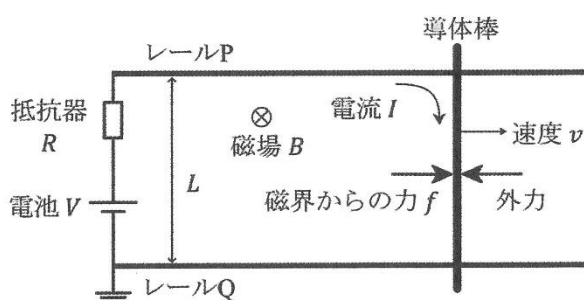 導体棒
レールP
抵抗器
R
電流 I
磁場 B
速度 v
L
電池 V
磁界からの力 f
外力
レールQ